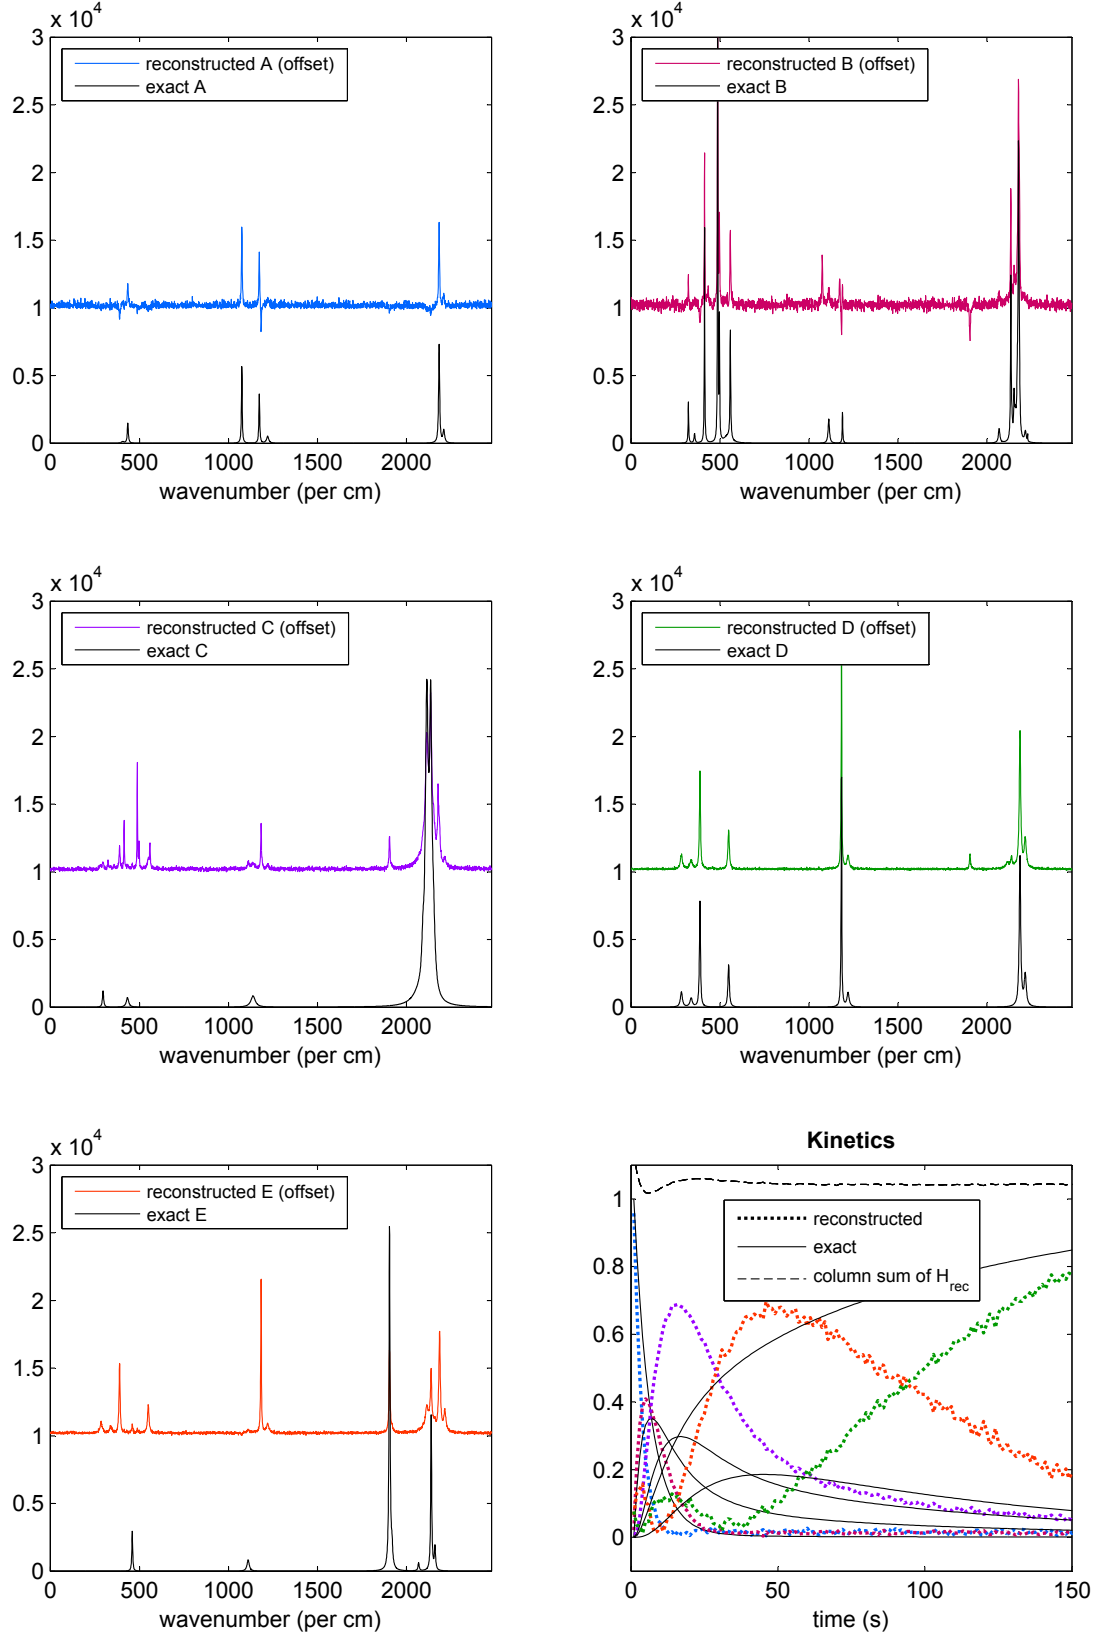 x 10^4
3
2.5
2
1.5
1
0.5
0
reconstructed A (offset)
exact A
0 500 1000 1500 2000
wavenumber (per cm)
x 10^4
3
2.5
2
1.5
1
0.5
0
reconstructed B (offset)
exact B
0 500 1000 1500 2000
wavenumber (per cm)
x 10^4
3
2.5
2
1.5
1
0.5
0
reconstructed C (offset)
exact C
0 500 1000 1500 2000
wavenumber (per cm)
x 10^4
3
2.5
2
1.5
1
0.5
0
reconstructed D (offset)
exact D
0 500 1000 1500 2000
wavenumber (per cm)
x 10^4
3
2.5
2
1.5
1
0.5
0
reconstructed E (offset)
exact E
0 500 1000 1500 2000
wavenumber (per cm)
Kinetics
1
0.8
0.6
0.4
0.2
0
reconstructed
exact
column sum of H_rec
0 50 100 150
time (s)